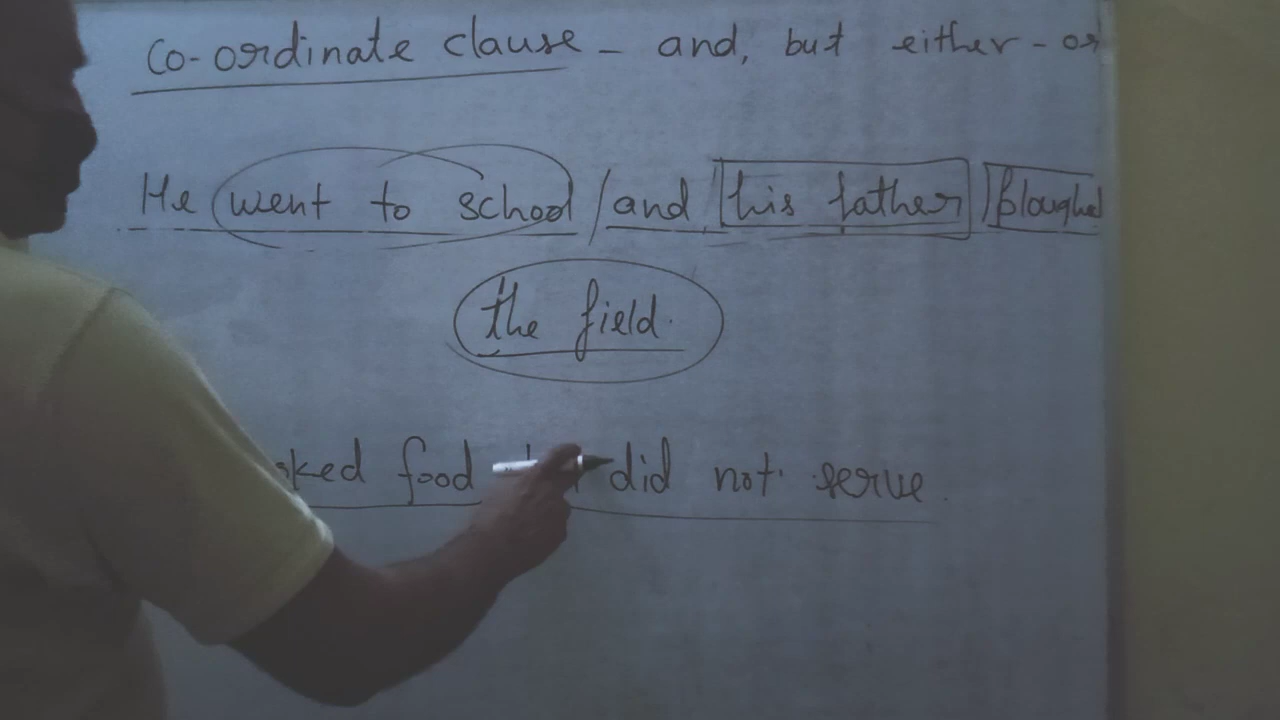 Co-ordinate clause - and, but either - or
He went to school / and his father ploughed
the field.
food did not serve.